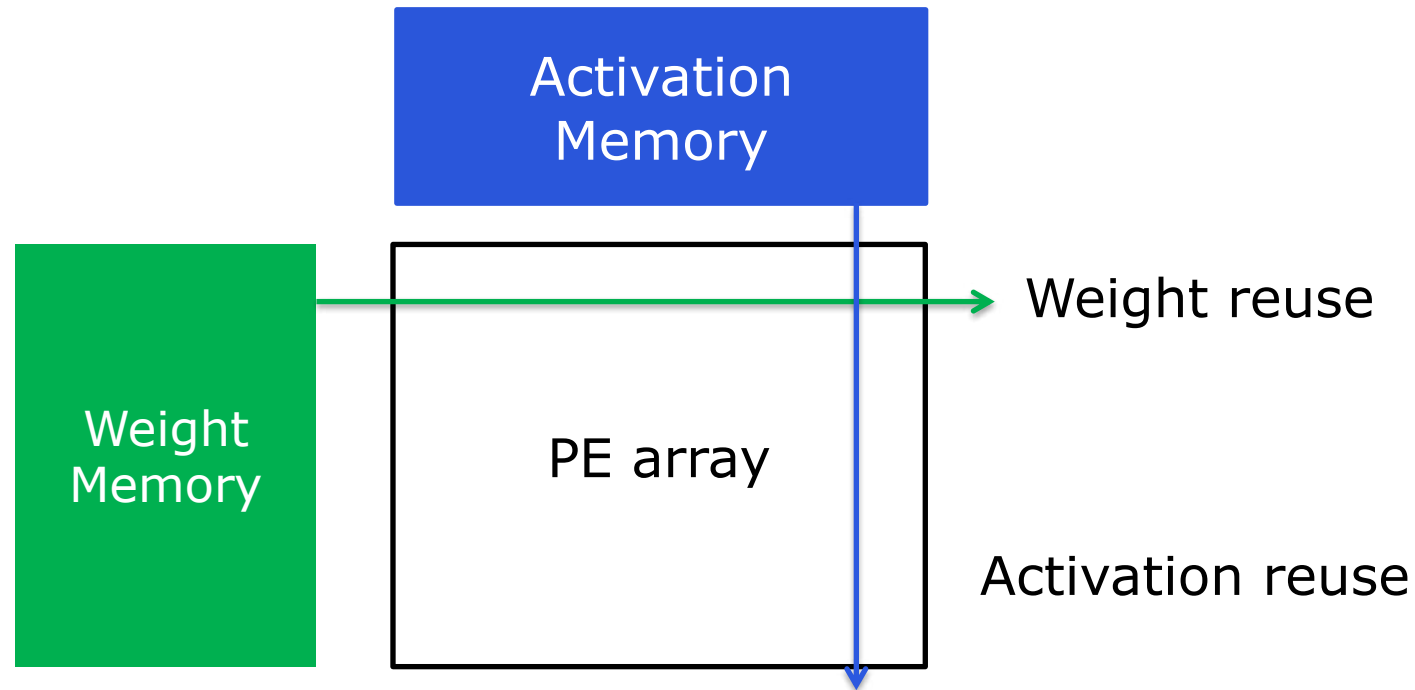 Activation
Memory
Weight reuse
Weight
Memory
PE array
Activation reuse